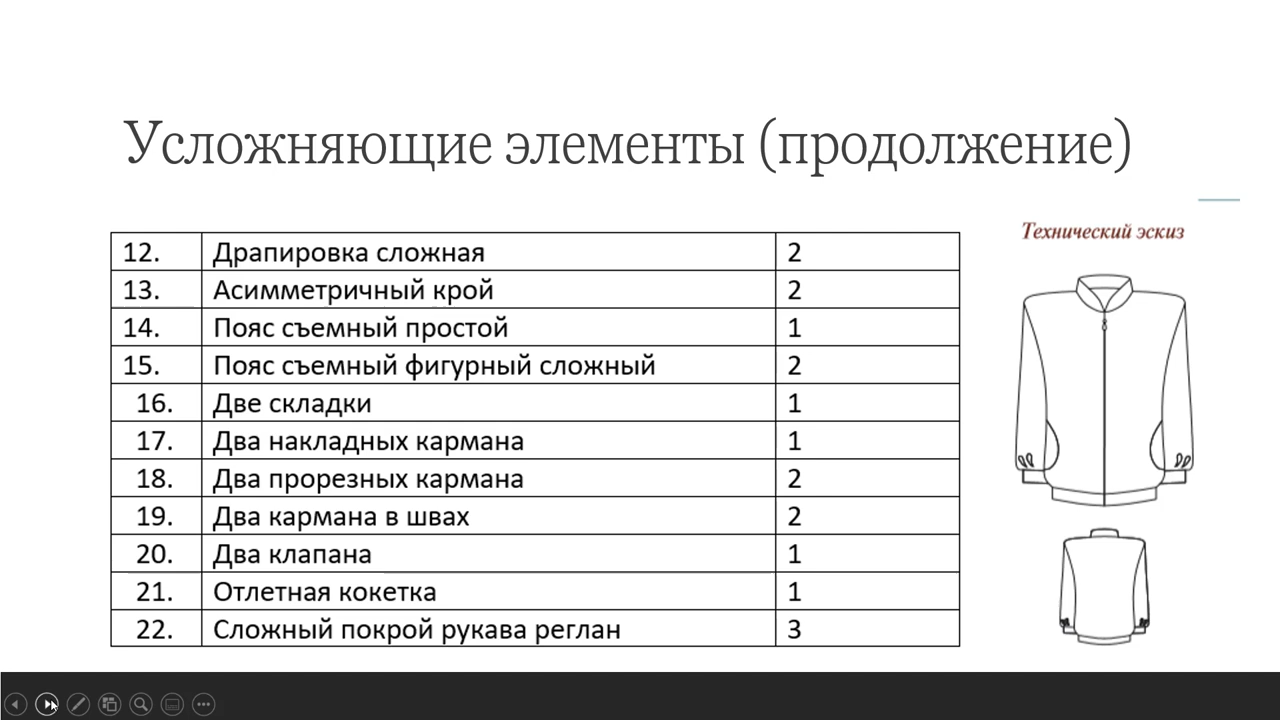 Усложняющие элементы (продолжение)
12. Драпировка сложная 2
13. Асимметричный крой 2
14. Пояс съемный простой 1
15. Пояс съемный фигурный сложный 2
16. Две складки 1
17. Два накладных кармана 1
18. Два прорезных кармана 2
19. Два кармана в швах 2
20. Два клапана 1
21. Отлетная кокетка 1
22. Сложный покрой рукава реглан 3
Технический эскиз